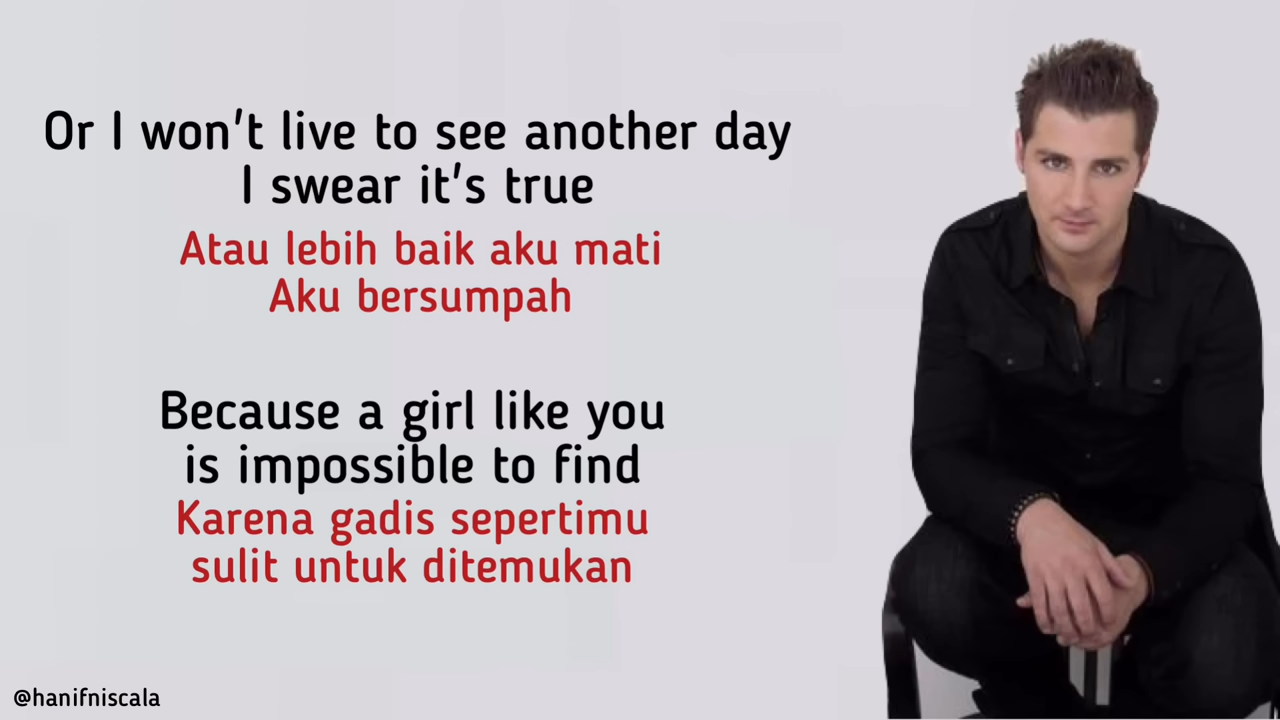 Or I won't live to see another day
I swear it's true
Atau lebih baik aku mati
Aku bersumpah
Because a girl like you
is impossible to find
Karena gadis sepertimu
sulit untuk ditemukan
@hanifniscala